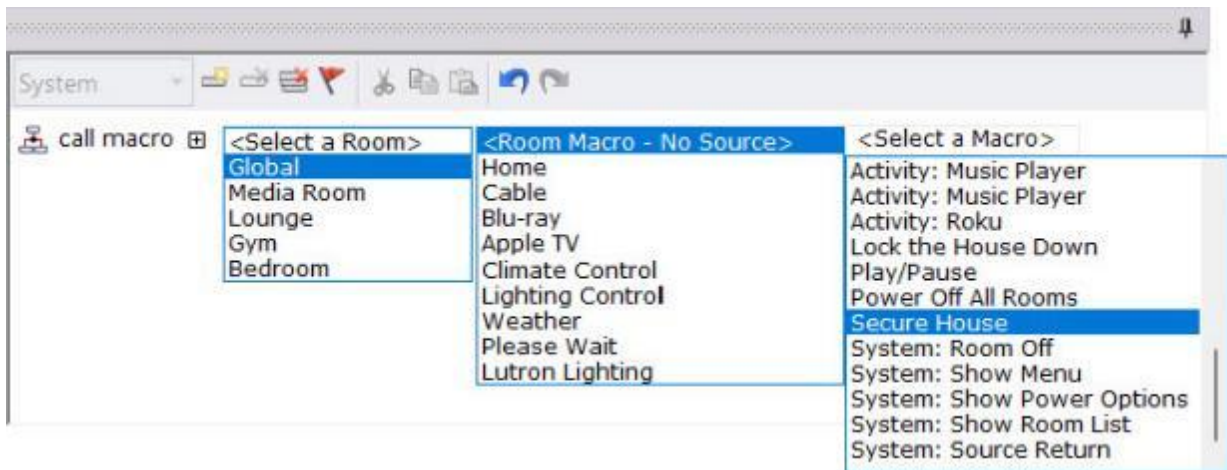 System
call macro
<Select a Room>
Global
Media Room
Lounge
Gym
Bedroom
<Room Macro - No Source>
Home
Cable
Blu-ray
Apple TV
Climate Control
Lighting Control
Weather
Please Wait
Lutron Lighting
<Select a Macro>
Activity: Music Player
Activity: Music Player
Activity: Roku
Lock the House Down
Play/Pause
Power Off All Rooms
Secure House
System: Room Off
System: Show Menu
System: Show Power Options
System: Show Room List
System: Source Return